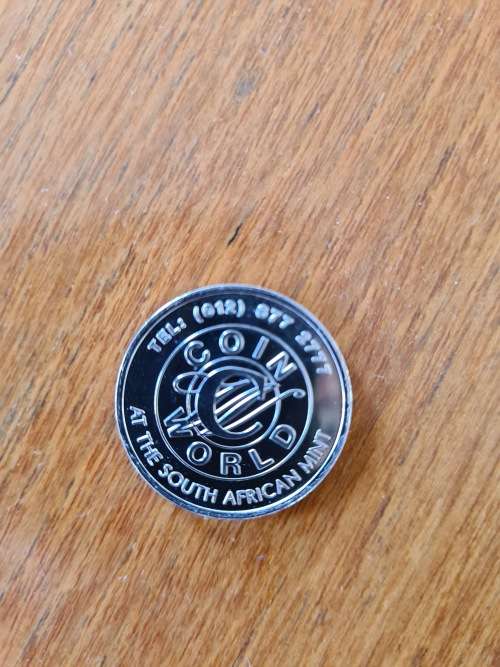 TEL: (012) 677 2777
COIN
WORLD
AT THE SOUTH AFRICAN MINT